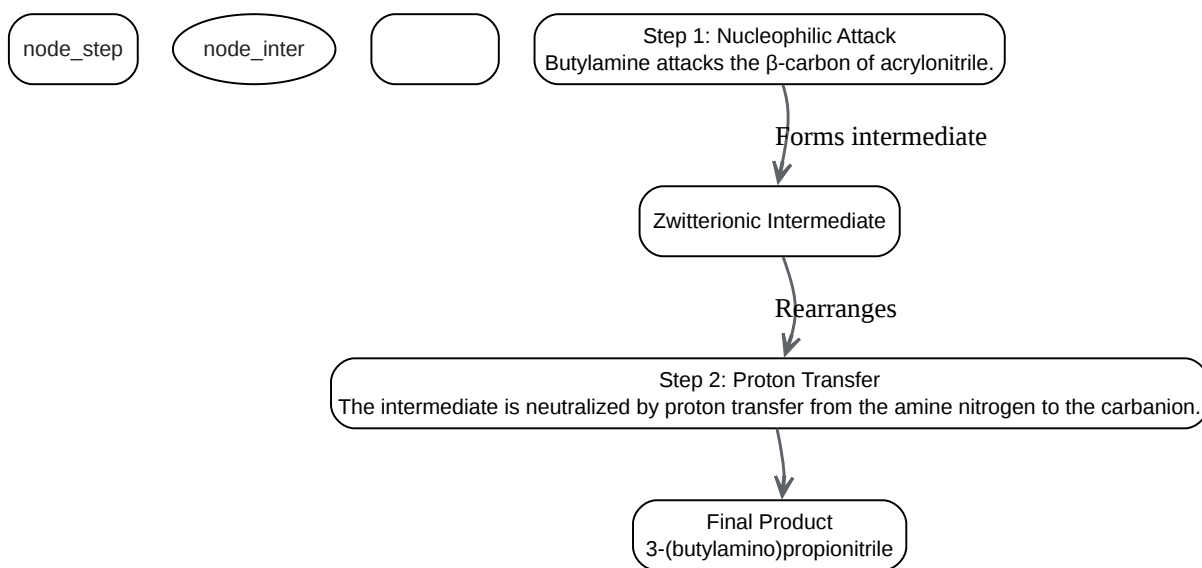 node_step
node_inter
Step 1: Nucleophilic Attack
Butylamine attacks the β-carbon of acrylonitrile.
Forms intermediate
Zwitterionic Intermediate
Rearranges
Step 2: Proton Transfer
The intermediate is neutralized by proton transfer from the amine nitrogen to the carbanion.
Final Product
3-(butylamino)propionitrile